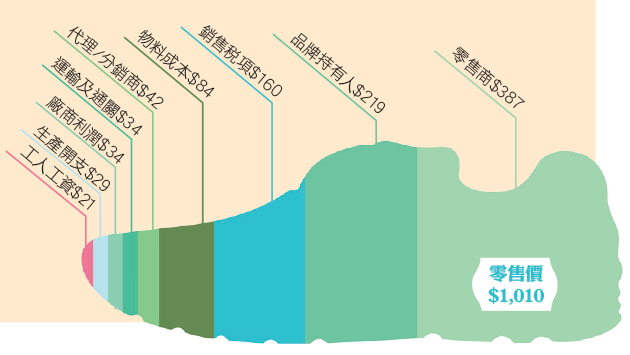 工人工資$21
生產開支$29
廠商利潤$34
運輸及通關$34
代理/分銷商$42
物料成本$84
銷售税項$160
品牌持有人$219
零售商$387
零售價
$1,010